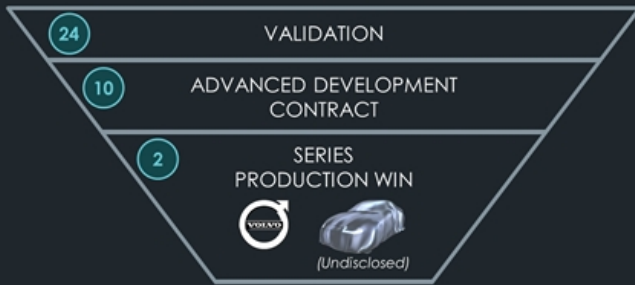 24
VALIDATION
10
ADVANCED DEVELOPMENT
CONTRACT
2
SERIES
PRODUCTION WIN
VOLVO
(Undisclosed)